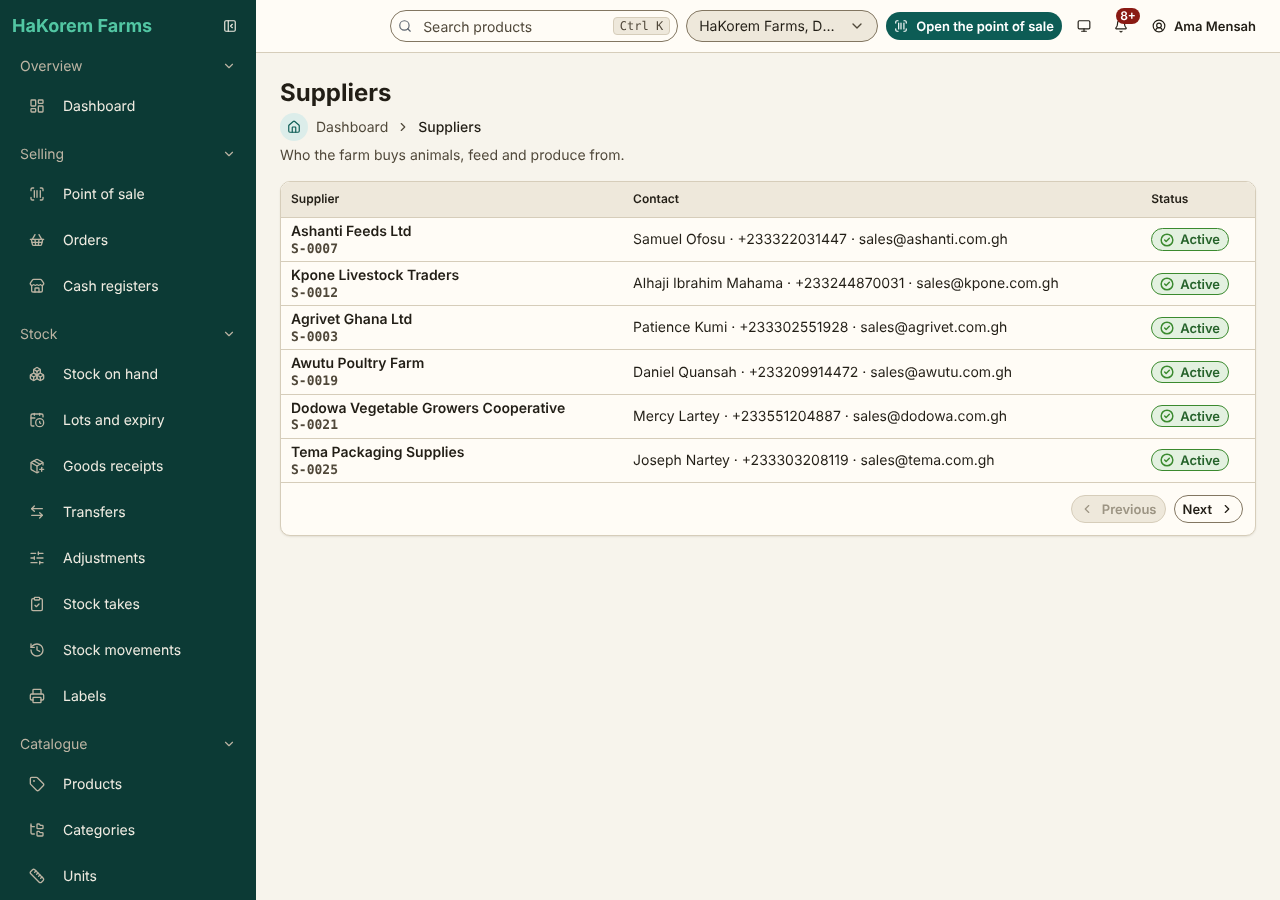 HaKorem Farms
Search products
Ctrl K
HaKorem Farms, D...
Open the point of sale
8+
Ama Mensah
Overview
Dashboard
Selling
Point of sale
Orders
Cash registers
Stock
Stock on hand
Lots and expiry
Goods receipts
Transfers
Adjustments
Stock takes
Stock movements
Labels
Catalogue
Products
Categories
Units
Suppliers
Dashboard > Suppliers
Who the farm buys animals, feed and produce from.
Supplier Contact Status
Ashanti Feeds Ltd
S-0007
Samuel Ofosu · +233322031447 · sales@ashanti.com.gh
Active
Kpone Livestock Traders
S-0012
Alhaji Ibrahim Mahama · +233244870031 · sales@kpone.com.gh
Active
Agrivet Ghana Ltd
S-0003
Patience Kumi · +233302551928 · sales@agrivet.com.gh
Active
Awutu Poultry Farm
S-0019
Daniel Quansah · +233209914472 · sales@awutu.com.gh
Active
Dodowa Vegetable Growers Cooperative
S-0021
Mercy Lartey · +233551204887 · sales@dodowa.com.gh
Active
Tema Packaging Supplies
S-0025
Joseph Nartey · +233303208119 · sales@tema.com.gh
Active
Previous
Next